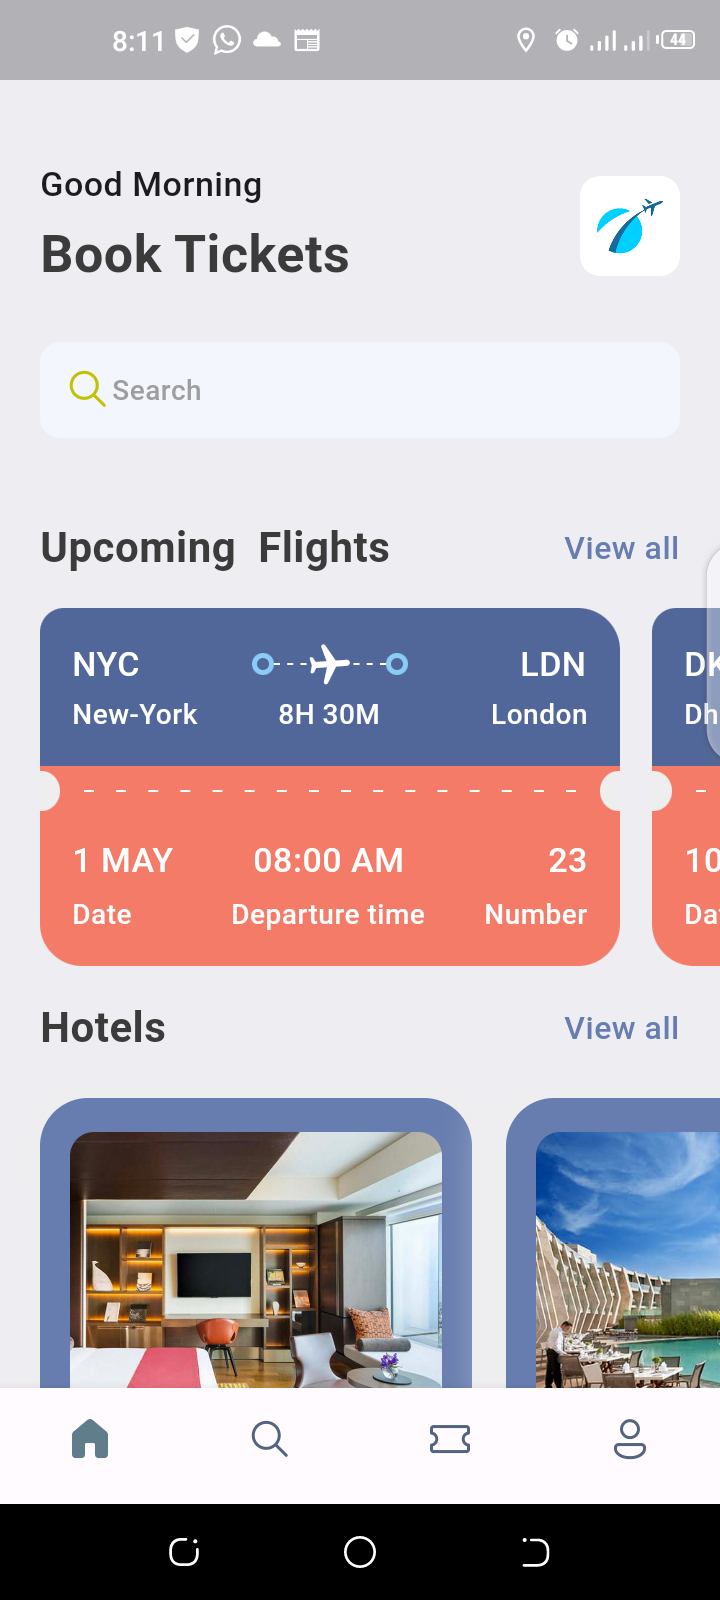 8:11 44
Good Morning
Book Tickets
Search
Upcoming  Flights View all
NYC LDN DK
New-York 8H 30M London Dh
1 MAY 08:00 AM 23 10
Date Departure time Number Da
Hotels View all